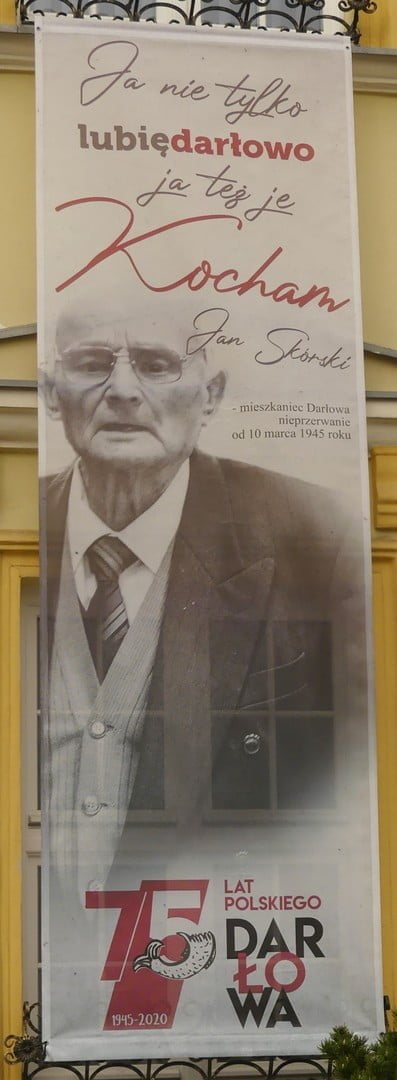 Ja nie tylko
lubiędarłowo
ja też je
Kocham
Jan Skórski
- mieszkaniec Darłowa
nieprzerwanie
od 10 marca 1945 roku
75
1945-2020
LAT
POLSKIEGO
DAR
ŁO
WA